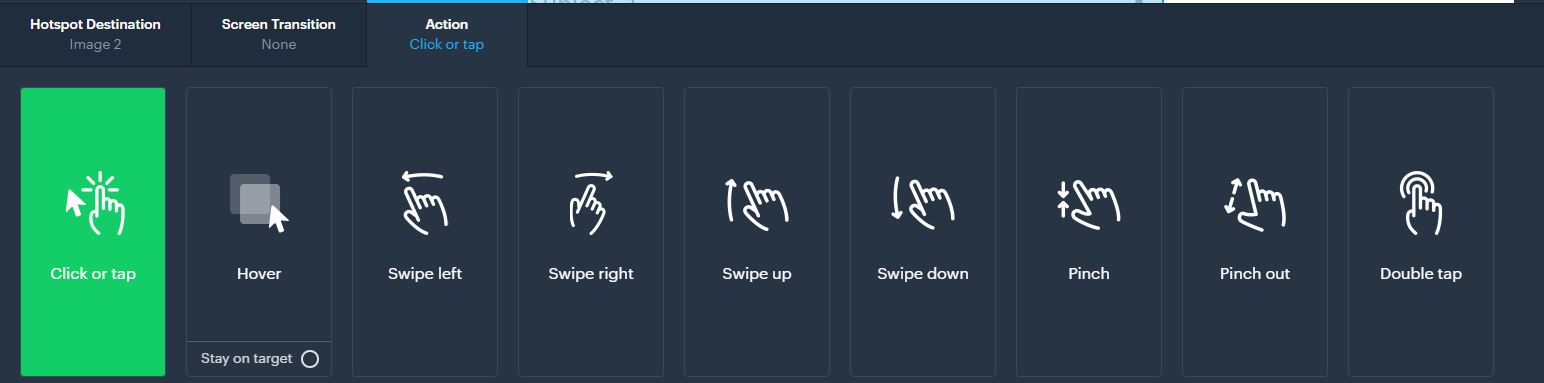 Hotspot Destination
Image 2
Screen Transition
None
Action
Click or tap
Click or tap
Hover
Swipe left
Swipe right
Swipe up
Swipe down
Pinch
Pinch out
Double tap
Stay on target